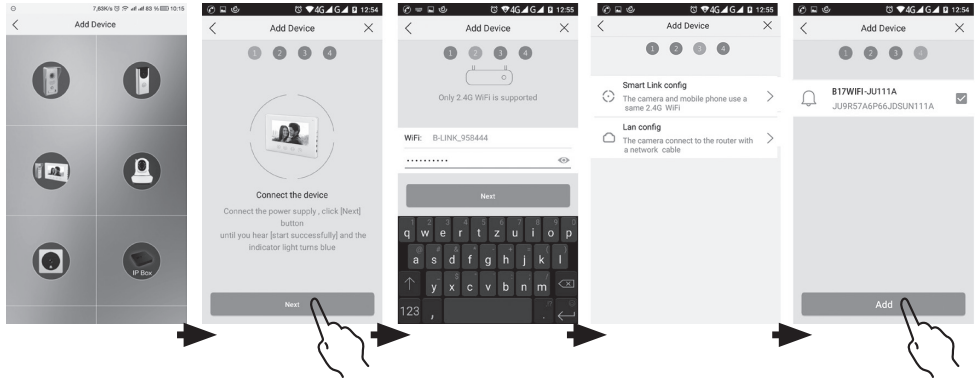 7,63K/s 83 % 10:15
Add Device
IP Box
4G G 12:54
Add Device
1 2 3 4
Connect the device
Connect the power supply , click [Next]
button
until you hear [start successfully] and the
indicator light turns blue
Next
4G G 12:55
Add Device
1 2 3 4
Only 2.4G WiFi is supported
WiFi: B-LINK_958444
··········
Next
q w e r t z u i o p
a s d f g h j k l
y x c v b n m
123 , .
4G G 12:55
Add Device
1 2 3 4
Smart Link config
The camera and mobile phone use a
same 2.4G WiFi
Lan config
The camera connect to the router with
a network cable
4G G 12:54
Add Device
1 2 3 4
B17WIFI-JU111A
JU9R57A6P66JDSUN111A
Add